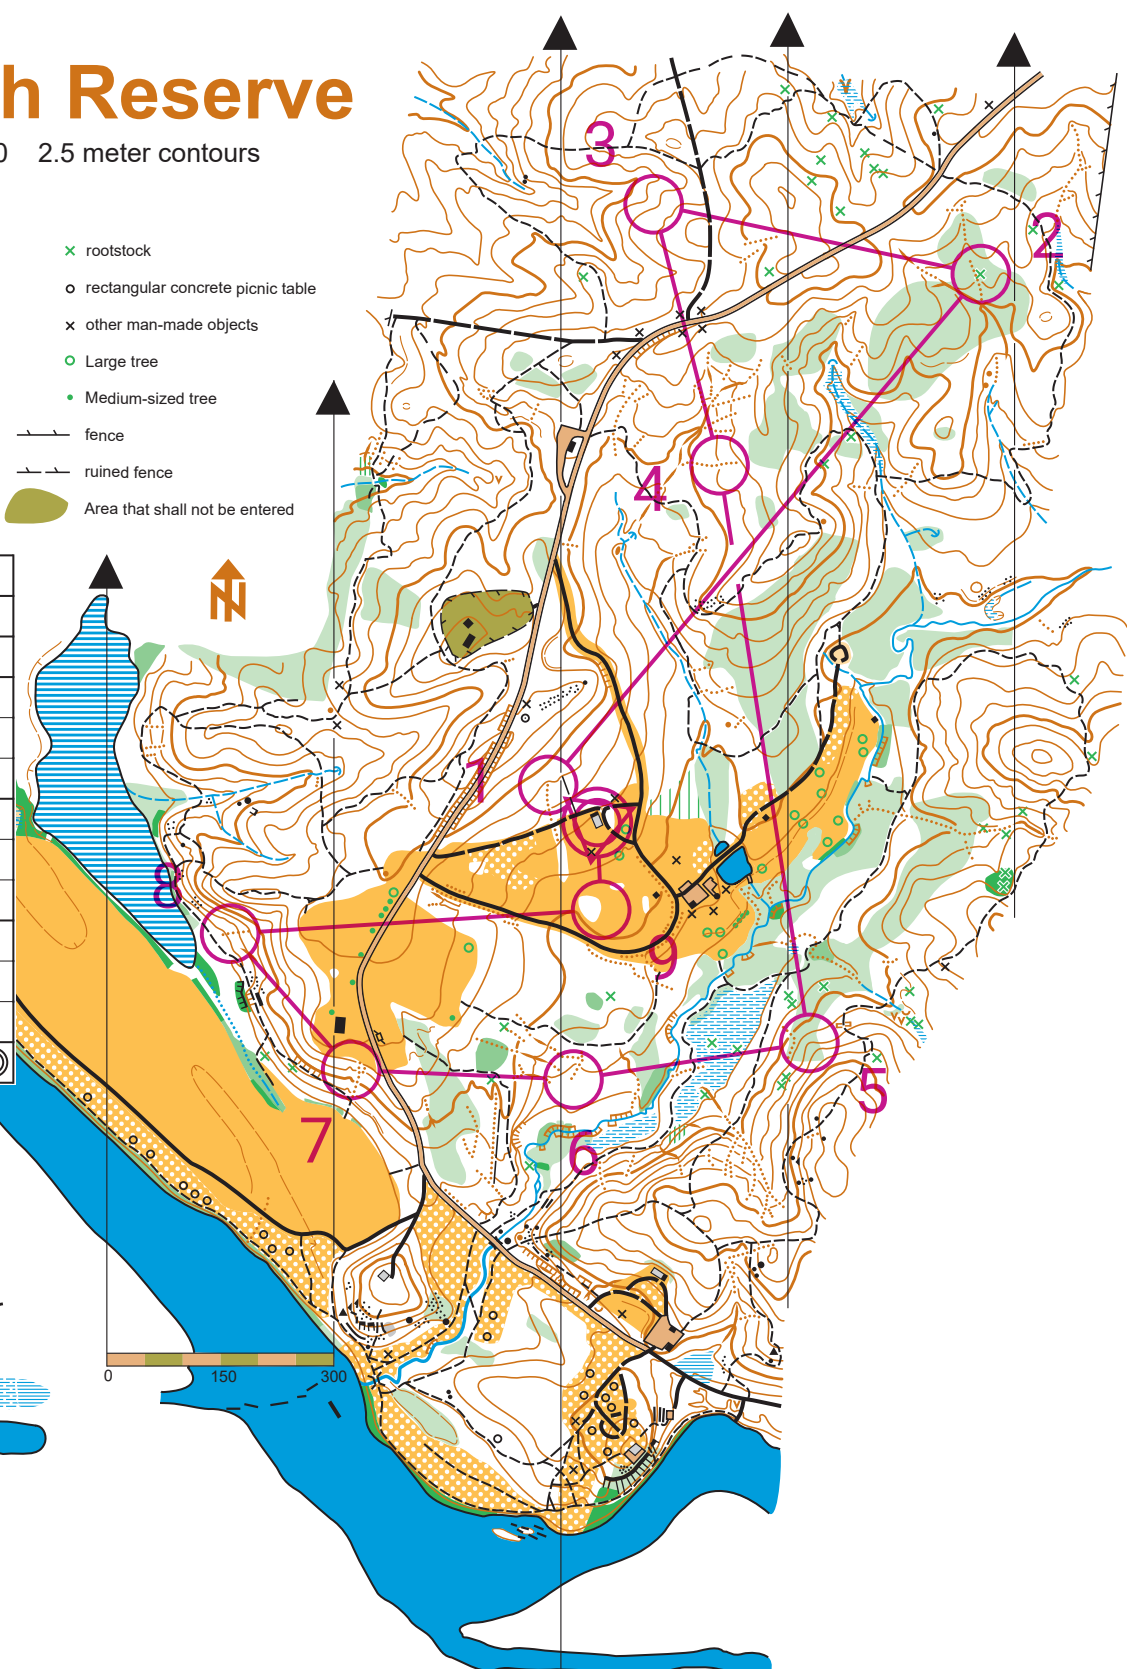 h Reserve
0 2.5 meter contours
rootstock
rectangular concrete picnic table
other man-made objects
Large tree
Medium-sized tree
fence
ruined fence
Area that shall not be entered
N
3
2
4
1
8
9
5
7
6
0 150 300